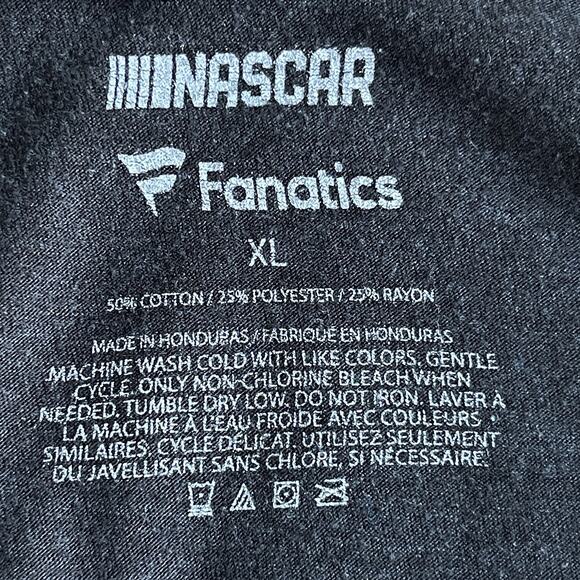 NASCAR
Fanatics
XL
50% COTTON / 25% POLYESTER / 25% RAYON
MADE IN HONDURAS / FABRIQUÉ EN HONDURAS
MACHINE WASH COLD WITH LIKE COLORS. GENTLE
CYCLE. ONLY NON-CHLORINE BLEACH WHEN
NEEDED. TUMBLE DRY LOW. DO NOT IRON. LAVER À
LA MACHINE À L'EAU FROIDE AVEC COULEURS
SIMILAIRES. CYCLE DÉLICAT. UTILISEZ SEULEMENT
DU JAVELLISANT SANS CHLORE, SI NÉCESSAIRE.